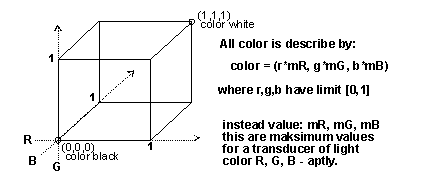 (1,1,1)
color white
1
1
R
B
G
(0,0,0)
color black
1
All color is describe by:
color = (r*mR, g*mG, b*mB)
where r,g,b have limit [0,1]
instead value: mR, mG, mB
this are maksimum values
for a transducer of light
color R, G, B - aptly.